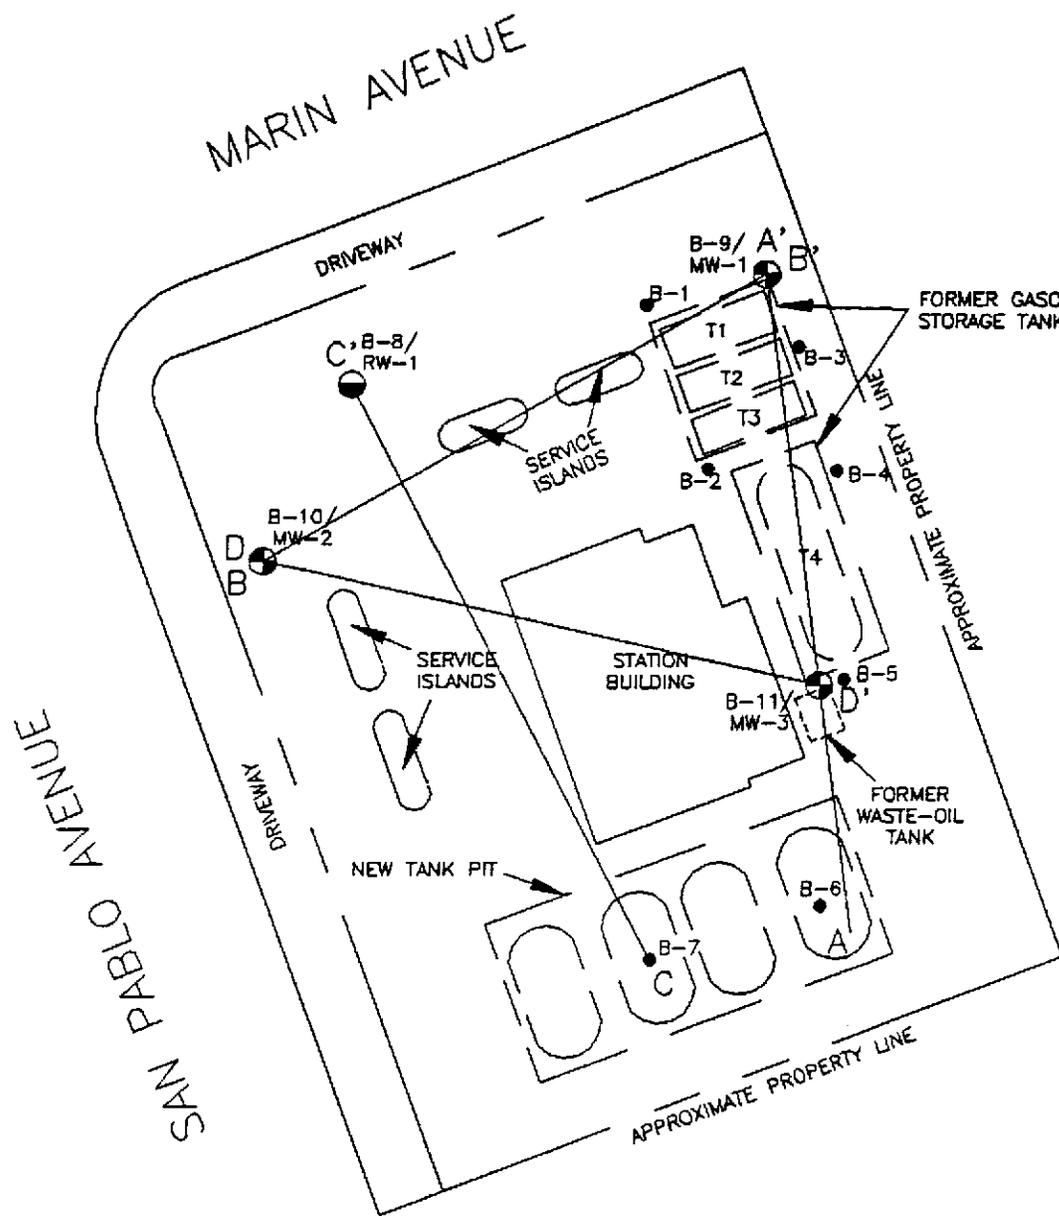 MARIN AVENUE
DRIVEWAY
B-9/
MW-1
A'
B'
B-1
FORMER GASO
STORAGE TANK
T1
B-3
C'
B-8/
RW-1
T2
T3
SERVICE
ISLANDS
B-2
B-4
APPROXIMATE PROPERTY LINE
B-10/
MW-2
D
B
T4
SERVICE
ISLANDS
STATION
BUILDING
B-5
B-11/
MW-3
D'
SAN PABLO AVENUE
DRIVEWAY
FORMER
WASTE-OIL
TANK
NEW TANK PIT
B-6
A
B-7
C
APPROXIMATE PROPERTY LINE